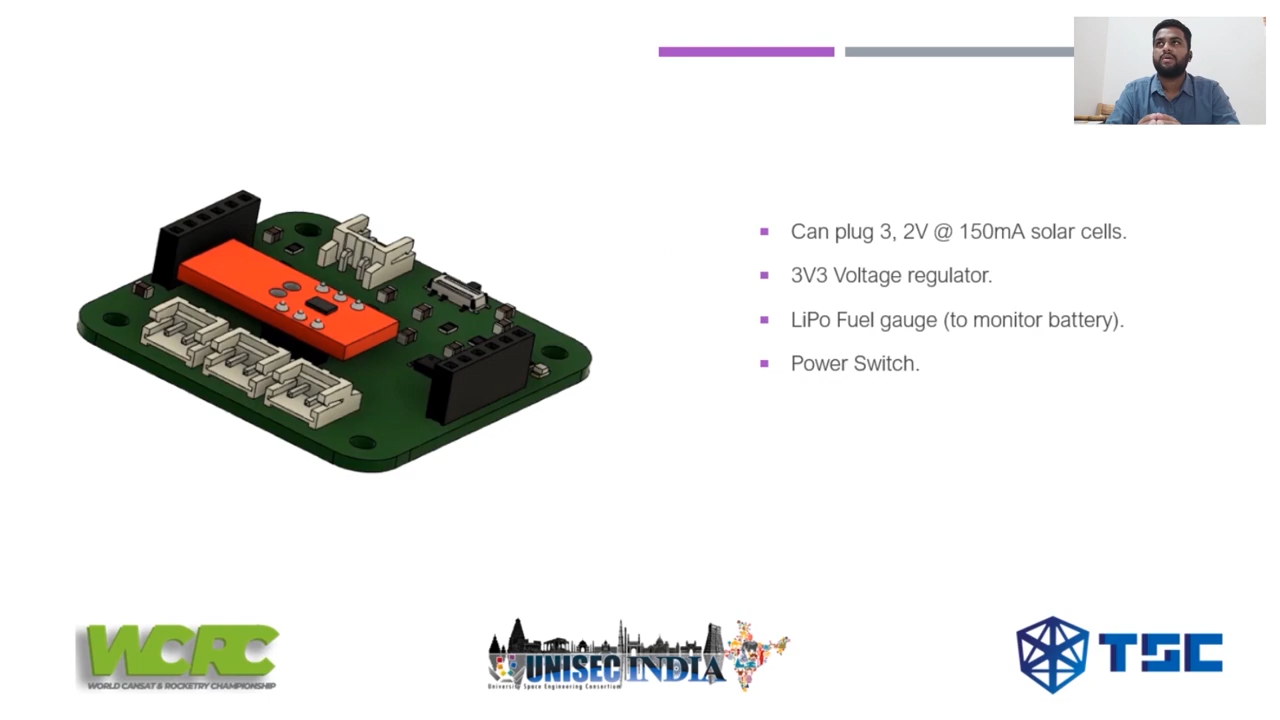 Can plug 3, 2V @ 150mA solar cells.
3V3 Voltage regulator.
LiPo Fuel gauge (to monitor battery).
Power Switch.
WCRC
WORLD CANSAT & ROCKETRY CHAMPIONSHIP
UNISEC INDIA
University Space Engineering Consortium
TSC